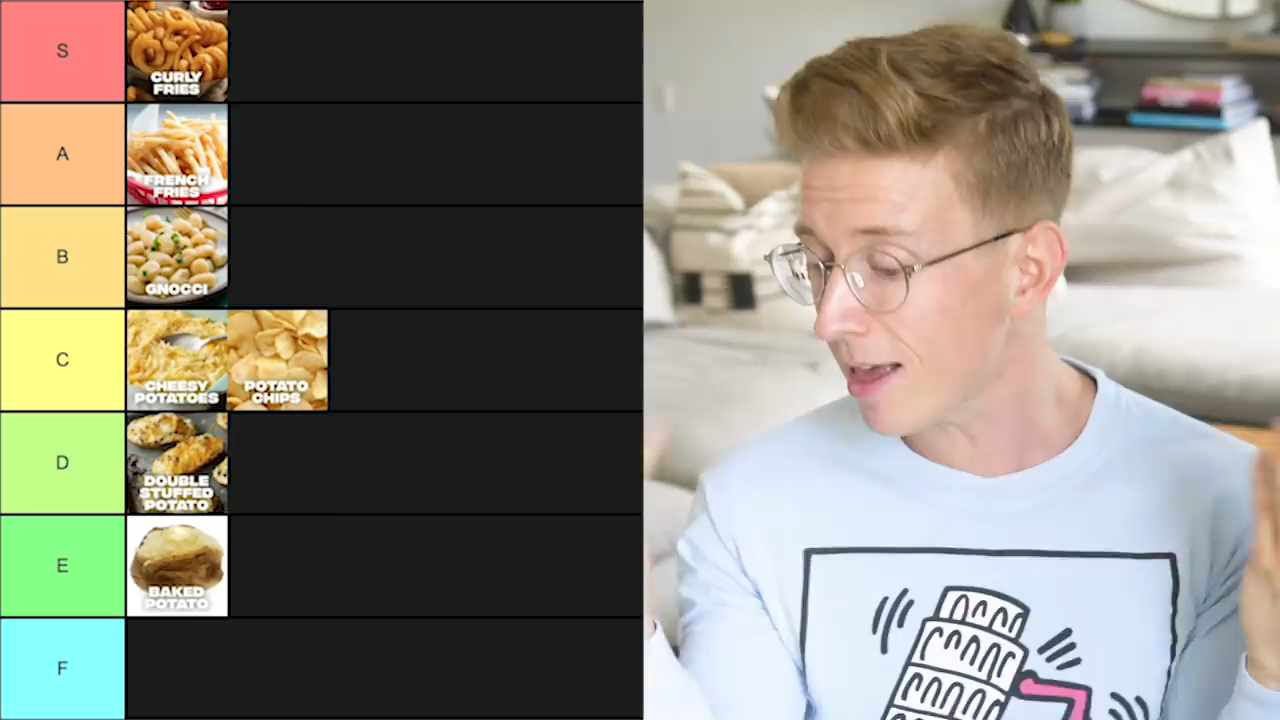 S
CURLY
FRIES
A
FRENCH
FRIES
B
GNOCCI
C
CHEESY
POTATOES
POTATO
CHIPS
D
DOUBLE
STUFFED
POTATO
E
BAKED
POTATO
F